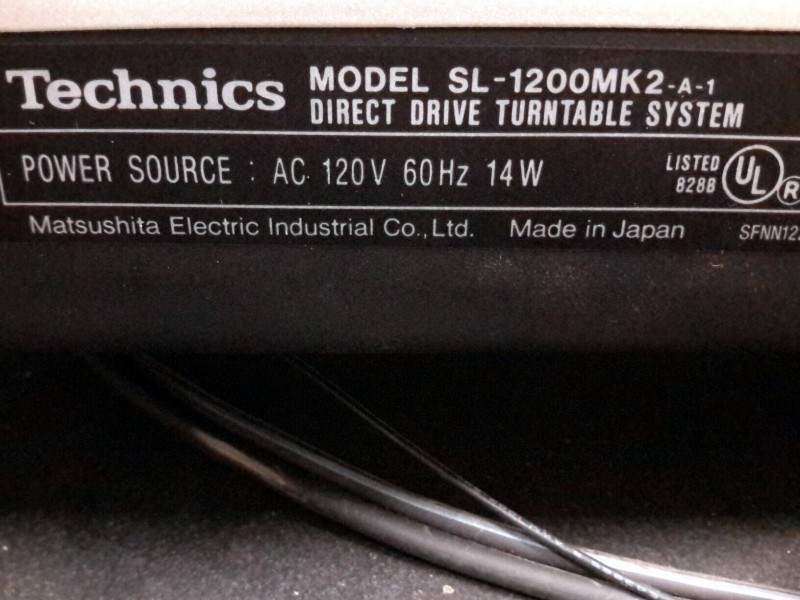 Technics MODEL SL-1200MK2-A-1
DIRECT DRIVE TURNTABLE SYSTEM
POWER SOURCE : AC 120V 60Hz 14W
LISTED
828B
UL
R
Matsushita Electric Industrial Co., Ltd. Made in Japan